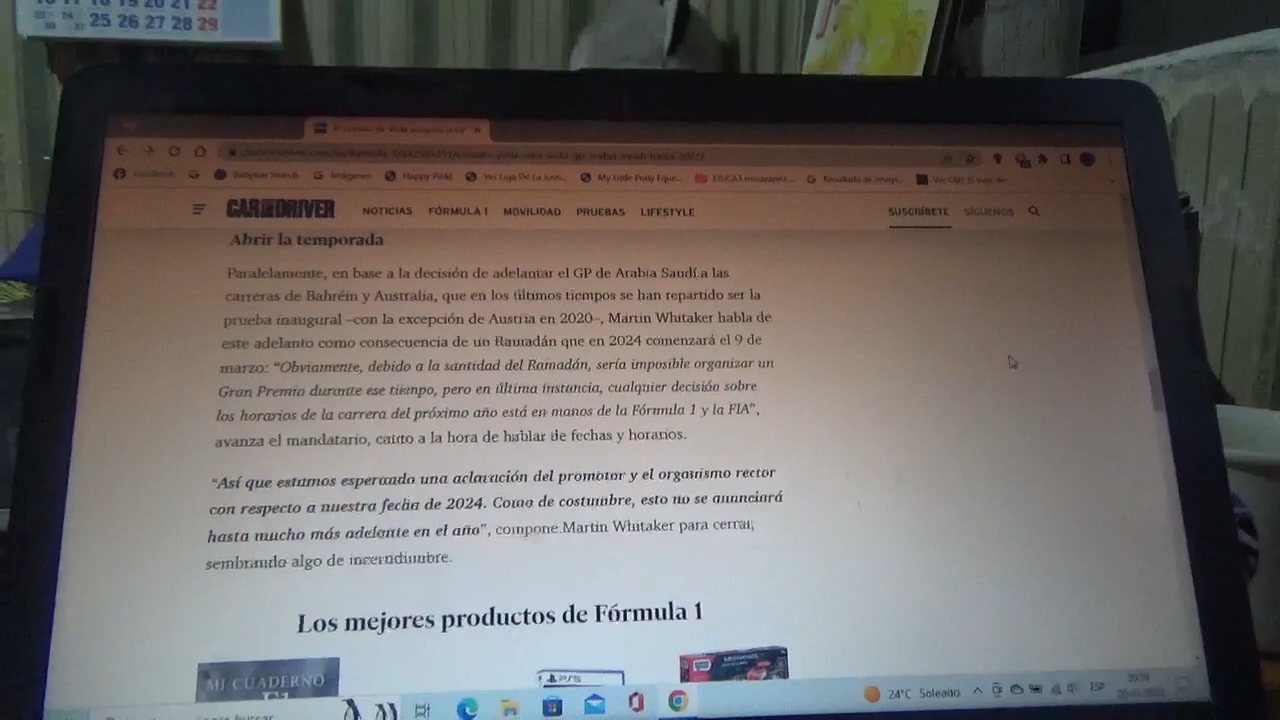 18 19 20 21 22
25 26 27 28 29
CAR AND DRIVER
NOTICIAS FÓRMULA 1 MOVILIDAD PRUEBAS LIFESTYLE
SUSCRÍBETE SÍGUENOS
Abrir la temporada
Paralelamente, en base a la decisión de adelantar el GP de Arabia Saudí a las
carreras de Bahréin y Australia, que en los últimos tiempos se han repartido ser la
prueba inaugural –con la excepción de Austria en 2020–, Martin Whitaker habla de
este adelanto como consecuencia de un Ramadán que en 2024 comenzará el 9 de
marzo: “Obviamente, debido a la santidad del Ramadán, sería imposible organizar un
Gran Premio durante ese tiempo, pero en última instancia, cualquier decisión sobre
los horarios de la carrera del próximo año está en manos de la Fórmula 1 y la FIA”,
avanza el mandatario, cauto a la hora de hablar de fechas y horarios.
“Así que estamos esperando una aclaración del promotor y el organismo rector
con respecto a nuestra fecha de 2024. Como de costumbre, esto no se anunciará
hasta mucho más adelante en el año”, compone Martin Whitaker para cerrar,
sembrando algo de incertidumbre.
Los mejores productos de Fórmula 1
MI CUADERNO
F1
PS5
24°C Soleado
ESP